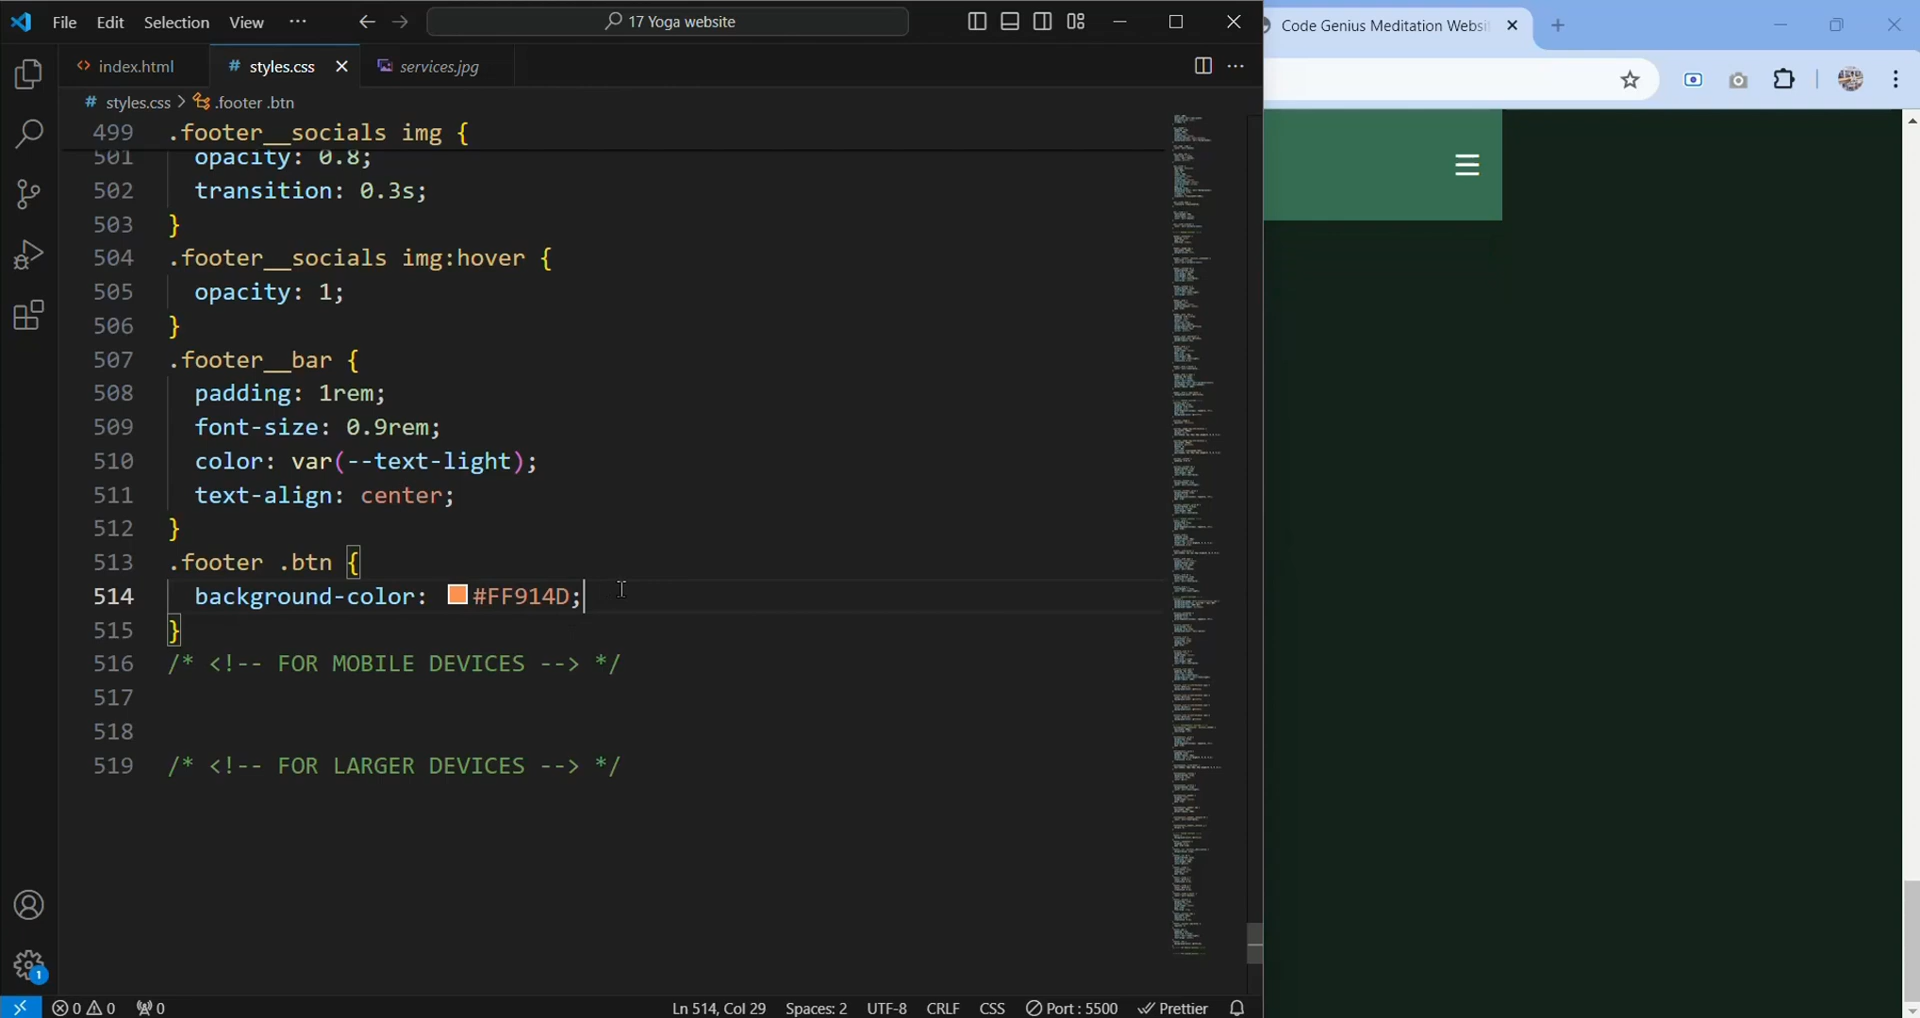 File Edit Selection View ··· 17 Yoga website
Code Genius Meditation Websi
index.html styles.css services.jpg
styles.css > .footer .btn
499 .footer__socials img {
501 opacity: 0.8;
502 transition: 0.3s;
503 }
504 .footer__socials img:hover {
505 opacity: 1;
506 }
507 .footer__bar {
508 padding: 1rem;
509 font-size: 0.9rem;
510 color: var(--text-light);
511 text-align: center;
512 }
513 .footer .btn {
514 background-color: #FF914D;
515 }
516 /* <!-- FOR MOBILE DEVICES --> */
517
518
519 /* <!-- FOR LARGER DEVICES --> */
1
0 0 0 Ln 514, Col 29 Spaces: 2 UTF-8 CRLF CSS Port : 5500 Prettier